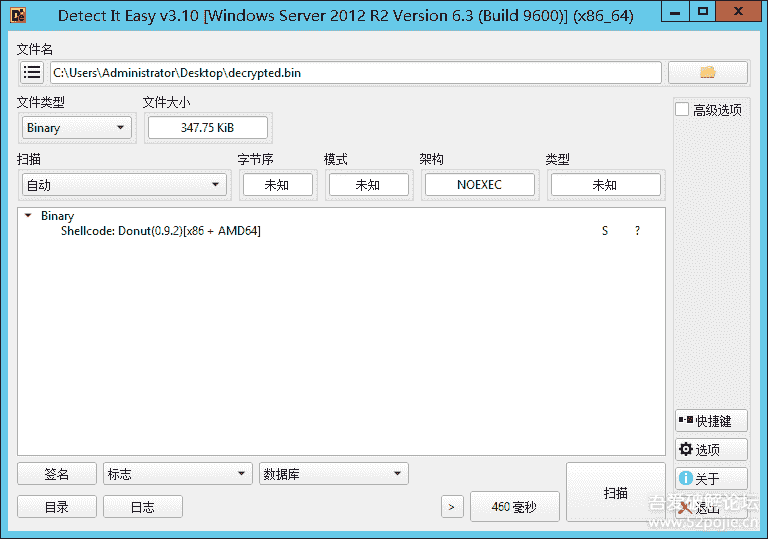 Detect It Easy v3.10 [Windows Server 2012 R2 Version 6.3 (Build 9600)] (x86_64)
文件名
C:\Users\Administrator\Desktop\decrypted.bin
文件类型 文件大小
高级选项
Binary 347.75 KiB
扫描 字节序 模式 架构 类型
自动 未知 未知 NOEXEC 未知
Binary
Shellcode: Donut(0.9.2)[x86 + AMD64] S ?
快捷键
选项
签名 标志 数据库
关于
目录 日志 > 460 毫秒 扫描
退出
吾爱破解论坛
www.52pojie.cn